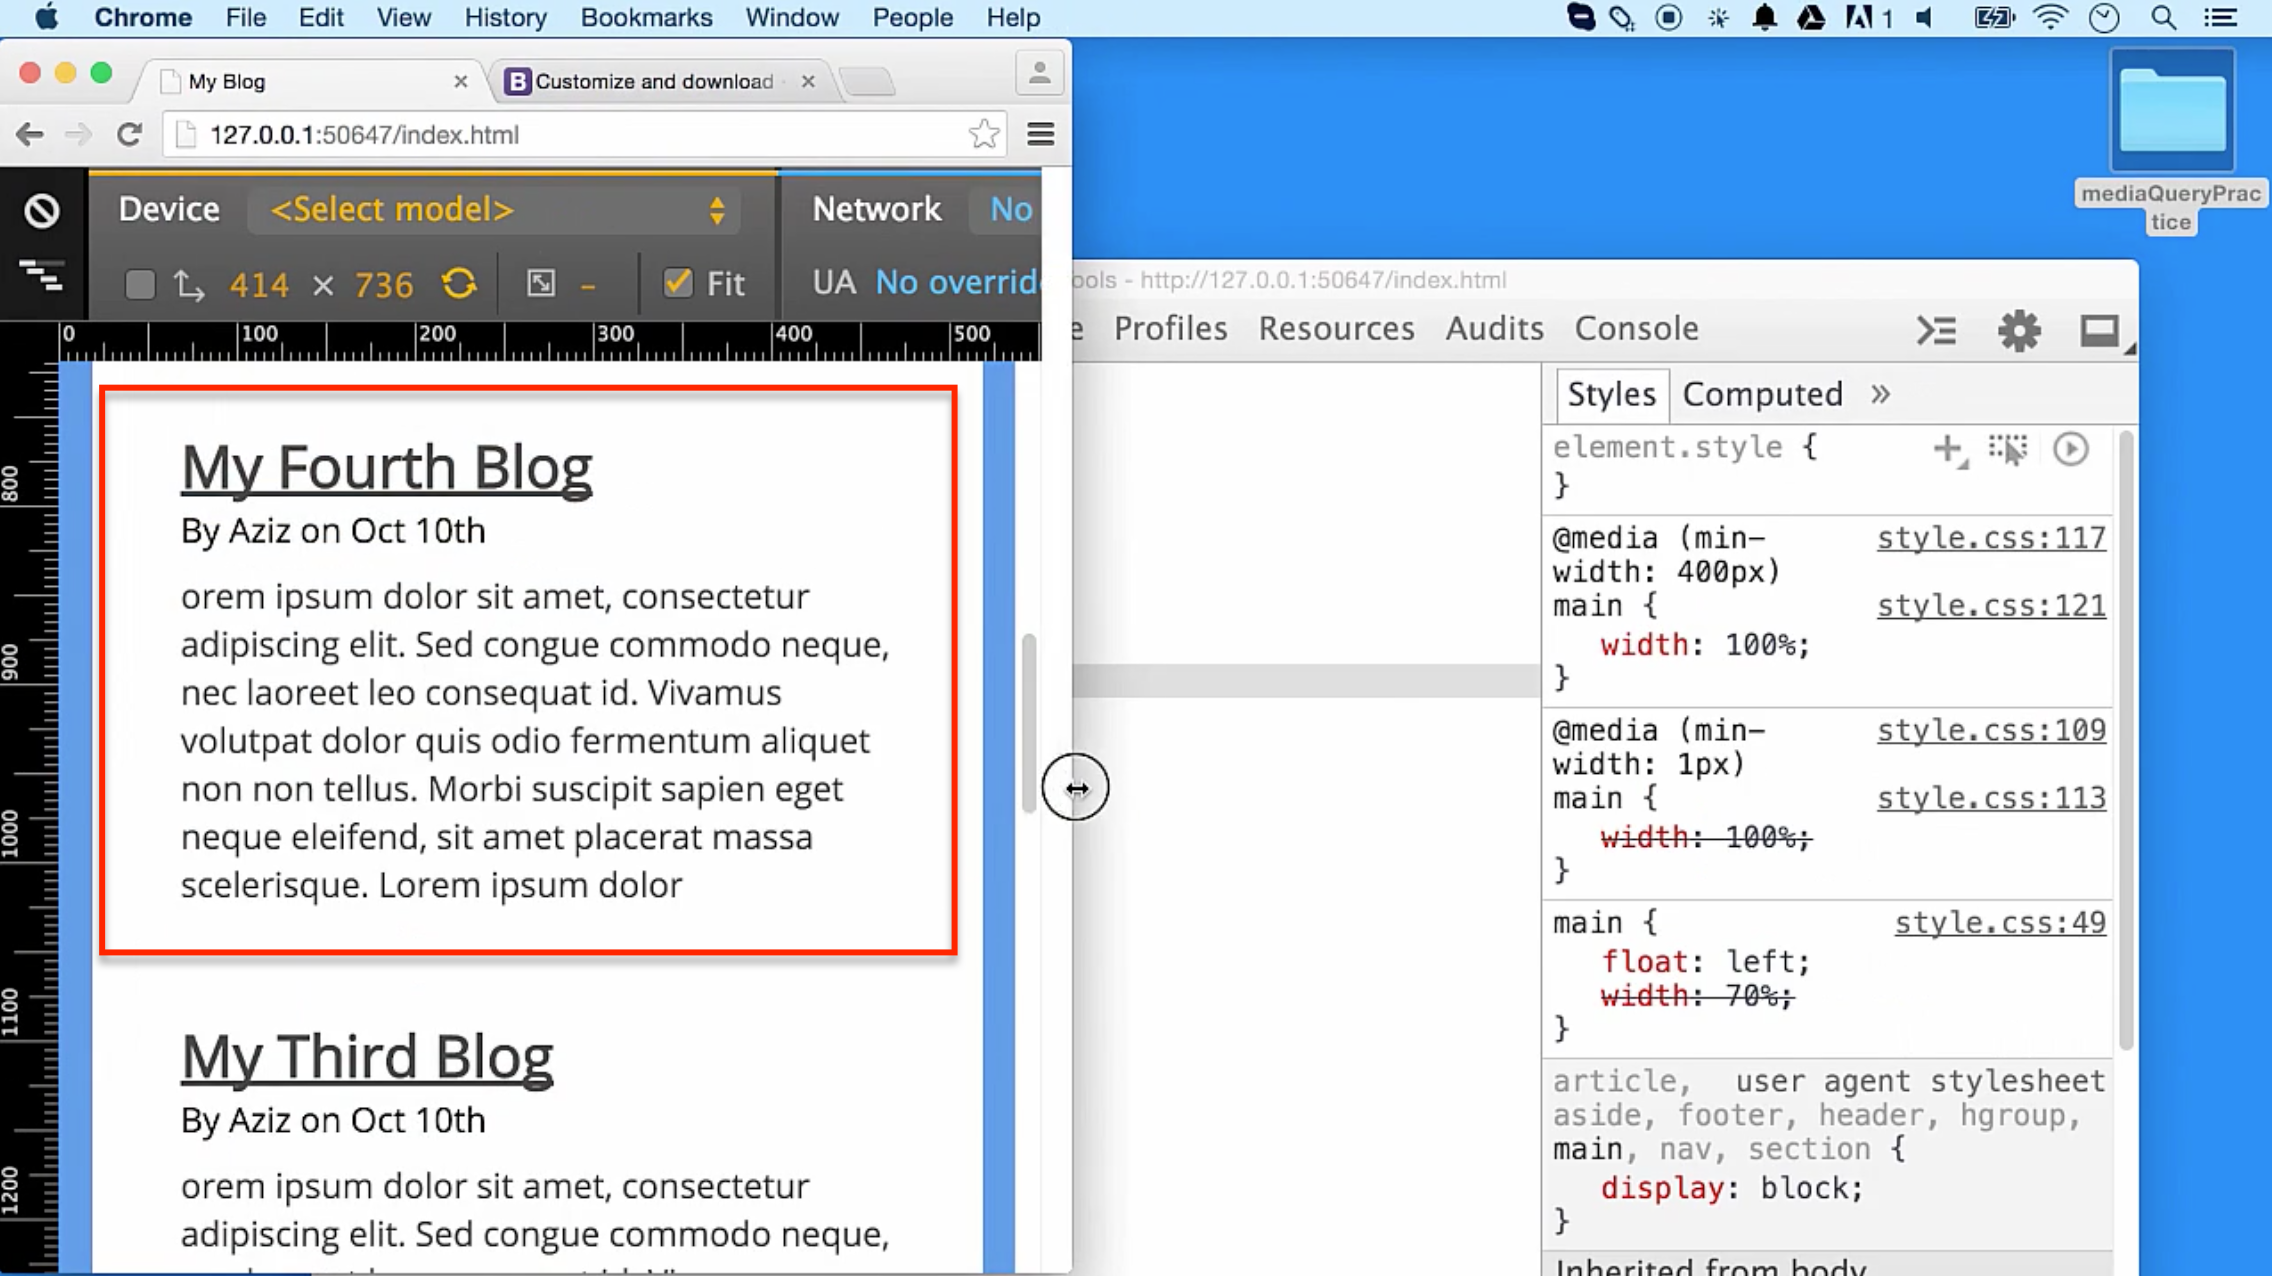 Chrome File Edit View History Bookmarks Window People Help 1
My Blog
Customize and download
127.0.0.1:50647/index.html
Device <Select model> Network No
414 × 736 – Fit UA No overrid
0 100 200 300 400 500
800
900
1000
1100
1200
My Fourth Blog
By Aziz on Oct 10th
orem ipsum dolor sit amet, consectetur
adipiscing elit. Sed congue commodo neque,
nec laoreet leo consequat id. Vivamus
volutpat dolor quis odio fermentum aliquet
non non tellus. Morbi suscipit sapien eget
neque eleifend, sit amet placerat massa
scelerisque. Lorem ipsum dolor
My Third Blog
By Aziz on Oct 10th
orem ipsum dolor sit amet, consectetur
adipiscing elit. Sed congue commodo neque,
mediaQueryPrac
tice
ools - http://127.0.0.1:50647/index.html
e Profiles Resources Audits Console
Styles Computed »
element.style {
}
@media (min- style.css:117
width: 400px)
main { style.css:121
width: 100%;
}
@media (min- style.css:109
width: 1px)
main { style.css:113
width: 100%;
}
main { style.css:49
float: left;
width: 70%;
}
article, user agent stylesheet
aside, footer, header, hgroup,
main, nav, section {
display: block;
}
Inherited from body